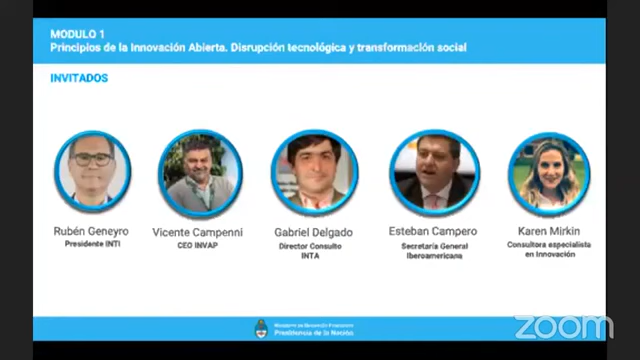 MODULO 1
Principios de la Innovación Abierta. Disrupción tecnológica y transformación social
INVITADOS
Rubén Geneyro
Presidente INTI
Vicente Campenni
CEO INVAP
Gabriel Delgado
Director Consulto
INTA
Esteban Campero
Secretaría General
Iberoamericana
Karen Mirkin
Consultora especialista
en Innovación
Presidencia de la Nación
zoom